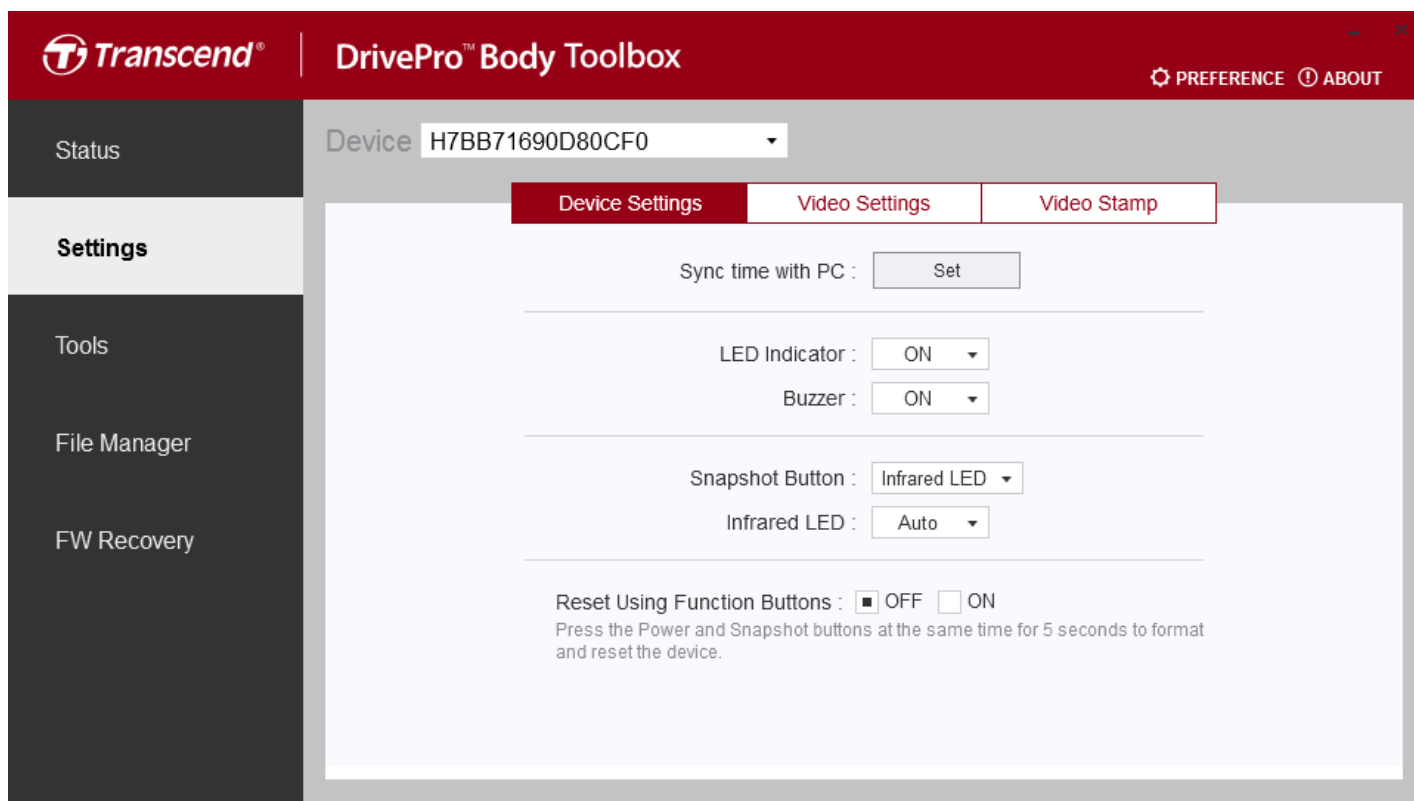 Transcend®
DrivePro™ Body Toolbox
PREFERENCE ABOUT
Status
Settings
Tools
File Manager
FW Recovery
Device H7BB71690D80CF0
Device Settings Video Settings Video Stamp
Sync time with PC : Set
LED Indicator : ON
Buzzer : ON
Snapshot Button : Infrared LED
Infrared LED : Auto
Reset Using Function Buttons : OFF ON
Press the Power and Snapshot buttons at the same time for 5 seconds to format
and reset the device.